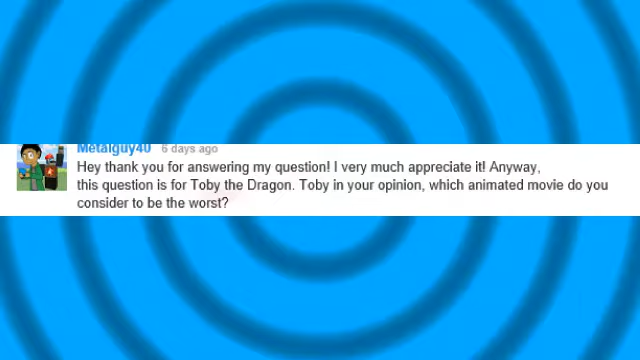 Metalguy40 6 days ago
Hey thank you for answering my question! I very much appreciate it! Anyway,
this question is for Toby the Dragon. Toby in your opinion, which animated movie do you
consider to be the worst?